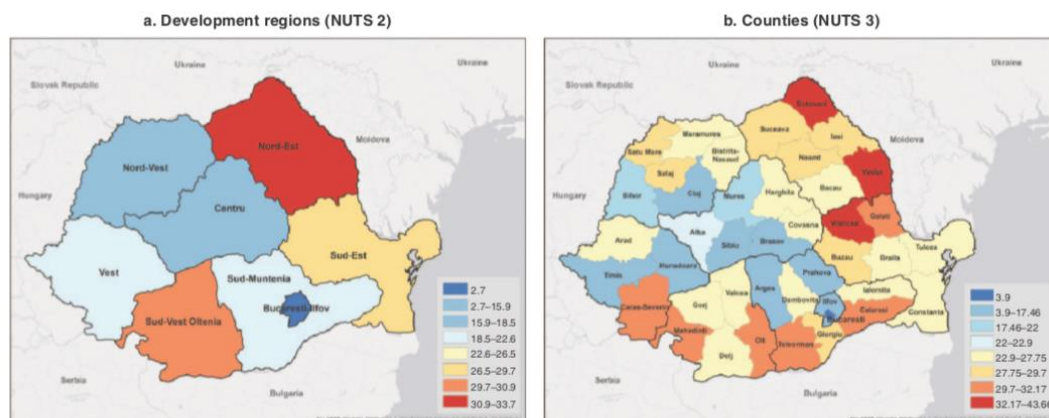 a. Development regions (NUTS 2)
Ukraine
Ukraine
Slovak Republic
Moldova
Hungary
Nord-Est
Nord-Vest
Centru
Vest
Sud-Est
Sud-Muntenia
Bucuresti-Ilfov
Sud-Vest Oltenia
Serbia
Bulgaria
2.7
2.7–15.9
15.9–18.5
18.5–22.6
22.6–26.5
26.5–29.7
29.7–30.9
30.9–33.7
b. Counties (NUTS 3)
Ukraine
Ukraine
Slovak Republic
Moldova
Hungary
Botosani
Maramures
Suceava
Iasi
Satu Mare
Bistrita-
Nasaud
Salaj
Neamt
Vaslui
Bihor
Cluj
Mures
Harghita
Bacau
Arad
Alba
Covasna
Vrancea
Galati
Timis
Hunedoara
Sibiu
Brasov
Buzau
Braila
Tulcea
Prahova
Caras-Severin
Gorj
Valcea
Arges
Dambovita
Ilfov
Ialomita
Bucuresti
Calarasi
Constanta
Mehedinti
Dolj
Olt
Teleorman
Giurgiu
Serbia
Bulgaria
3.9
3.9–17.46
17.46–22
22–22.9
22.9–27.75
27.75–29.7
29.7–32.17
32.17–43.66